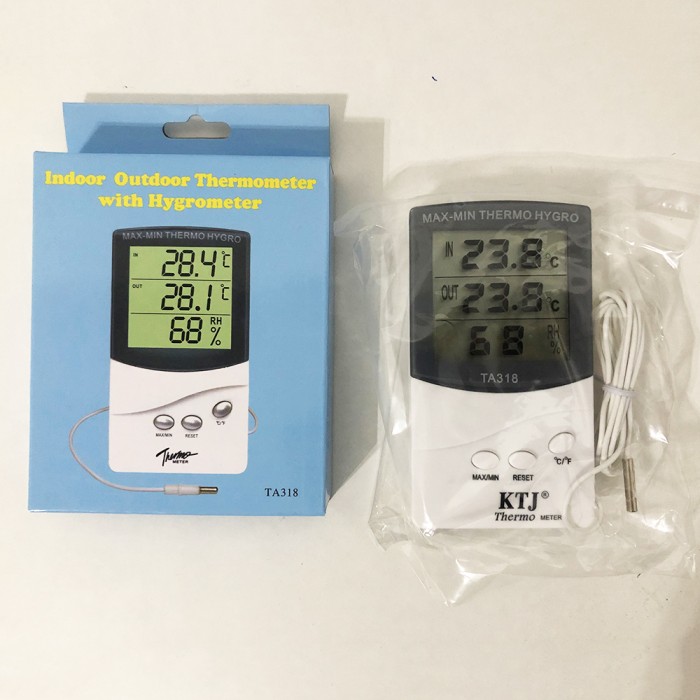 Indoor Outdoor Thermometer
with Hygrometer
MAX-MIN THERMO HYGRO
IN 28.4°C
OUT 28.1°C
68 RH %
MAX/MIN RESET °C/°F
Thermo
METER
TA318
MAX-MIN THERMO HYGRO
IN 23.8°C
OUT 23.8°C
68 RH %
TA318
MAX/MIN RESET °C/°F
KTJ®
Thermo METER